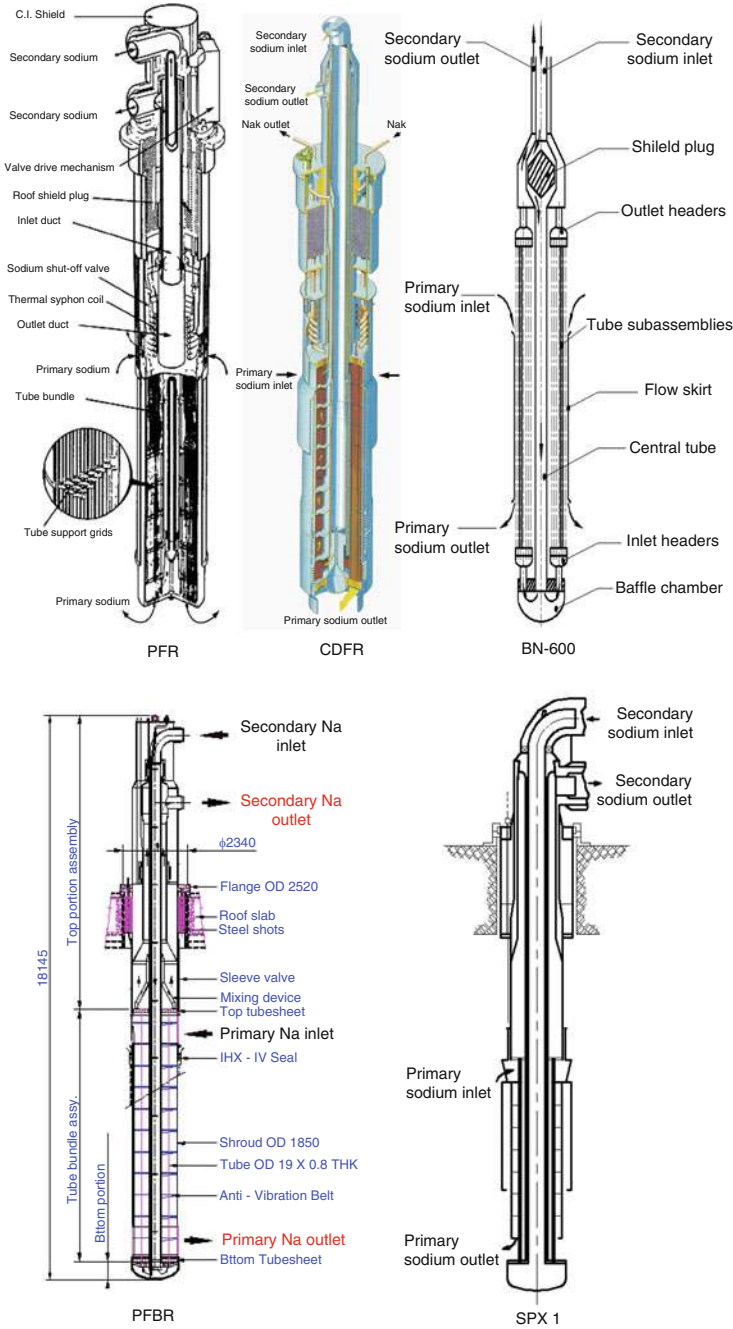 C.I. Shield
Secondary sodium
Secondary sodium
Valve drive mechanism
Roof shield plug
Inlet duct
Sodium shut-off valve
Thermal syphon coil
Outlet duct
Primary sodium
Tube bundle
Tube support grids
Primary sodium
PFR
Secondary
sodium inlet
Secondary
sodium outlet
Nak outlet
Nak
Primary
sodium inlet
Primary sodium outlet
CDFR
Secondary
sodium outlet
Secondary
sodium inlet
Shileld plug
Outlet headers
Primary
sodium inlet
Tube subassemblies
Flow skirt
Central tube
Primary
sodium outlet
Inlet headers
Baffle chamber
BN-600
Secondary Na
inlet
Secondary Na
outlet
ϕ2340
Flange OD 2520
Roof slab
Steel shots
Sleeve valve
Mixing device
Top tubesheet
Primary Na inlet
IHX - IV Seal
Shroud OD 1850
Tube OD 19 X 0.8 THK
Anti - Vibration Belt
Primary Na outlet
Bttom Tubesheet
18145
Top portion assembly
Tube bundle assy.
Bttom portion
PFBR
Secondary
sodium inlet
Secondary
sodium outlet
Primary
sodium inlet
Primary
sodium outlet
SPX 1